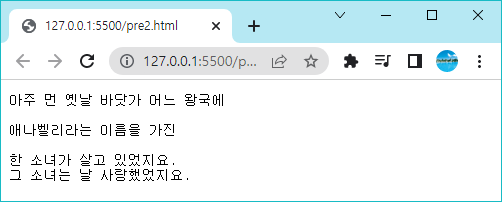 127.0.0.1:5500/pre2.html
127.0.0.1:5500/p...
아주 먼 옛날 바닷가 어느 왕국에
애나벨리라는 이름을 가진
한 소녀가 살고 있었지요.
그 소녀는 날 사랑했었지요.